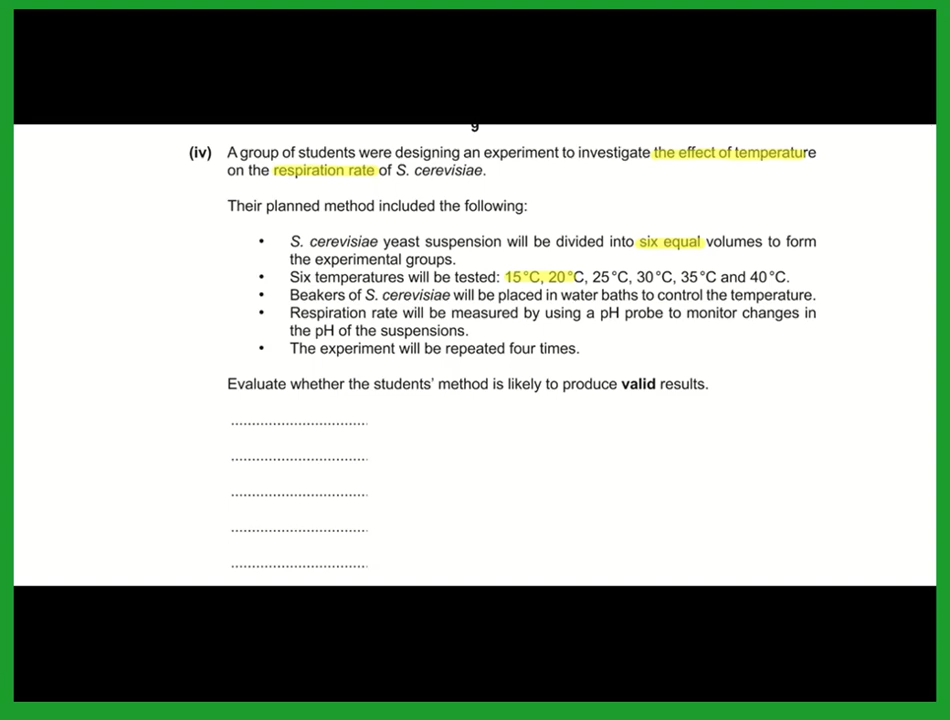 9
(iv) A group of students were designing an experiment to investigate the effect of temperature
on the respiration rate of S. cerevisiae.
Their planned method included the following:
• S. cerevisiae yeast suspension will be divided into six equal volumes to form
the experimental groups.
• Six temperatures will be tested: 15°C, 20°C, 25°C, 30°C, 35°C and 40°C.
• Beakers of S. cerevisiae will be placed in water baths to control the temperature.
• Respiration rate will be measured by using a pH probe to monitor changes in
the pH of the suspensions.
• The experiment will be repeated four times.
Evaluate whether the students' method is likely to produce valid results.